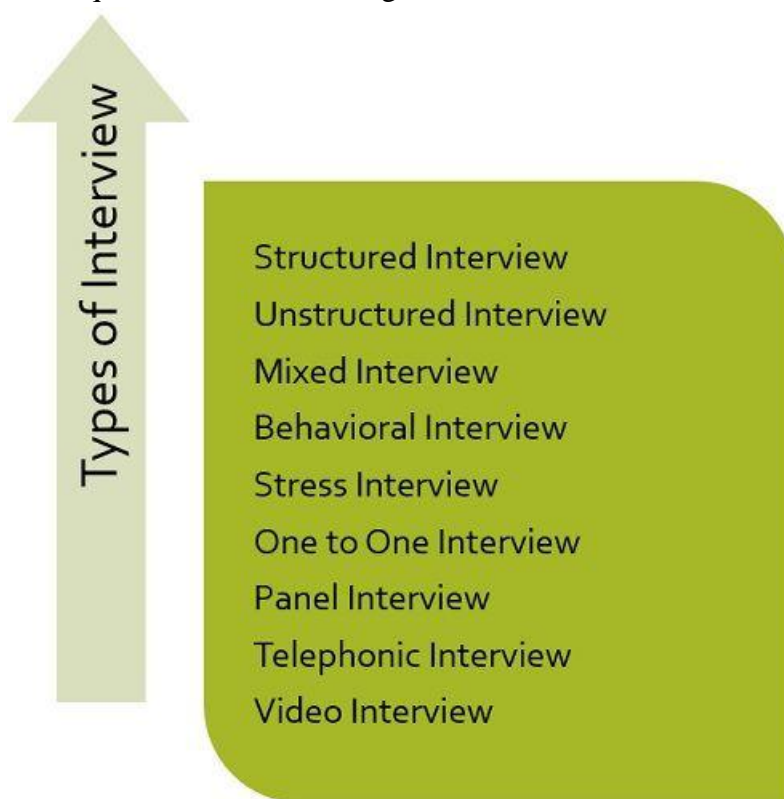 Types of Interview
Structured Interview
Unstructured Interview
Mixed Interview
Behavioral Interview
Stress Interview
One to One Interview
Panel Interview
Telephonic Interview
Video Interview